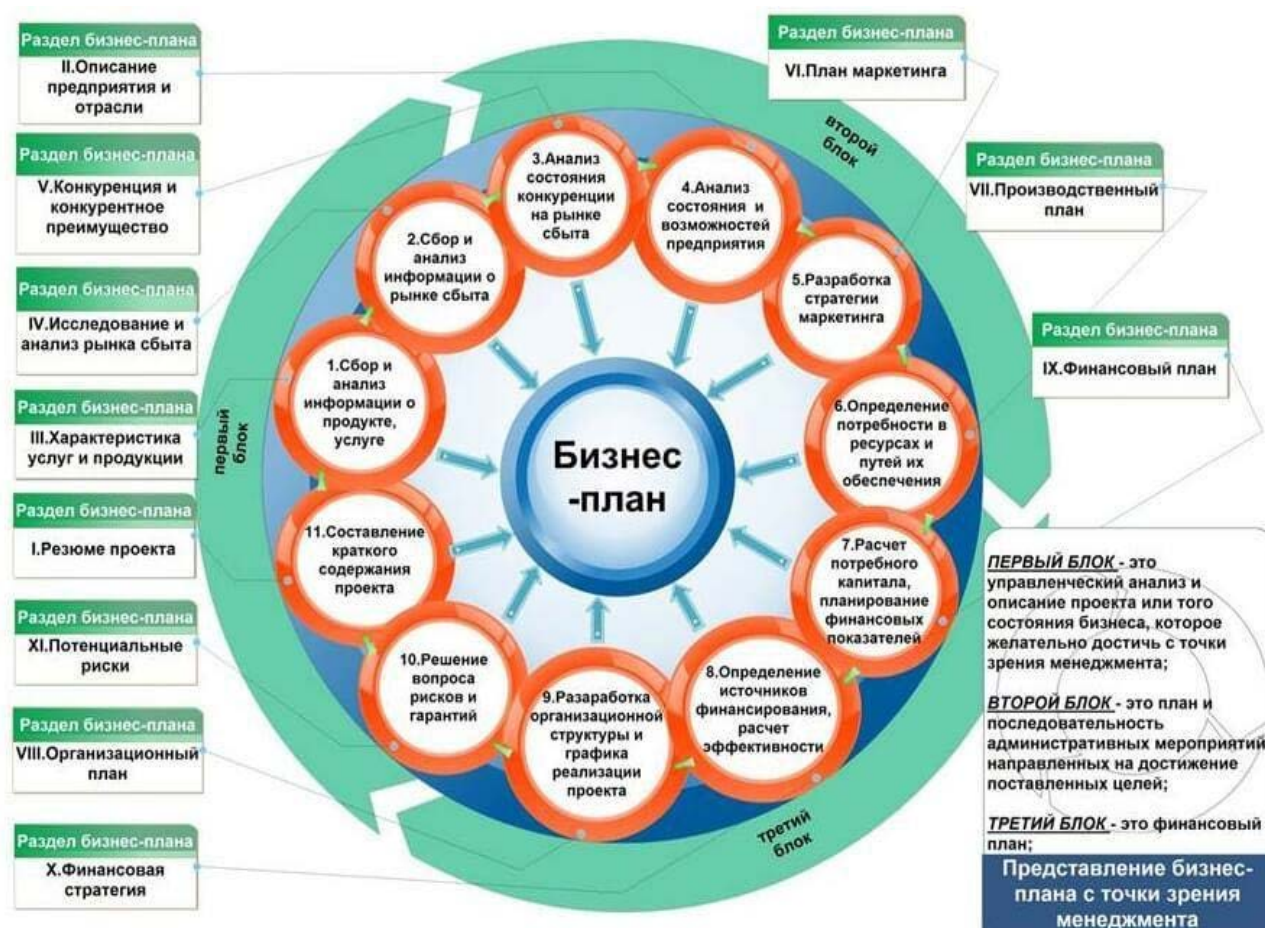 Раздел бизнес-плана
II.Описание
предприятия и
отрасли
Раздел бизнес-плана
V.Конкуренция и
конкурентное
преимущество
Раздел бизнес-плана
IV.Исследование и
анализ рынка сбыта
Раздел бизнес-плана
III.Характеристика
услуг и продукции
Раздел бизнес-плана
I.Резюме проекта
Раздел бизнес-плана
XI.Потенциальные
риски
Раздел бизнес-плана
VIII.Организационный
план
Раздел бизнес-плана
X.Финансовая
стратегия
первый
блок
второй
блок
третий
блок
1.Сбор и
анализ
информации о
продукте,
услуге
2.Сбор и
анализ
информации о
рынке сбыта
3.Анализ
состояния
конкуренции
на рынке
сбыта
4.Анализ
состояния и
возможностей
предприятия
5.Разработка
стратегии
маркетинга
6.Определение
потребности в
ресурсах и
путей их
обеспечения
7.Расчет
потребного
капитала,
планирование
финансовых
показателей
8.Определение
источников
финансирования,
расчет
эффективности
9.Разаработка
организационной
структуры и
графика
реализации
проекта
10.Решение
вопроса
рисков и
гарантий
11.Составление
краткого
содержания
проекта
Бизнес
-план
Раздел бизнес-плана
VI.План маркетинга
Раздел бизнес-плана
VII.Производственный
план
Раздел бизнес-плана
IX.Финансовый план
ПЕРВЫЙ БЛОК - это
управленческий анализ и
описание проекта или того
состояния бизнеса, которое
желательно достичь с точки
зрения менеджмента;
ВТОРОЙ БЛОК - это план и
последовательность
административных мероприятий
направленных на достижение
поставленных целей;
ТРЕТИЙ БЛОК - это финансовый
план;
Представление бизнес-
плана с точки зрения
менеджмента